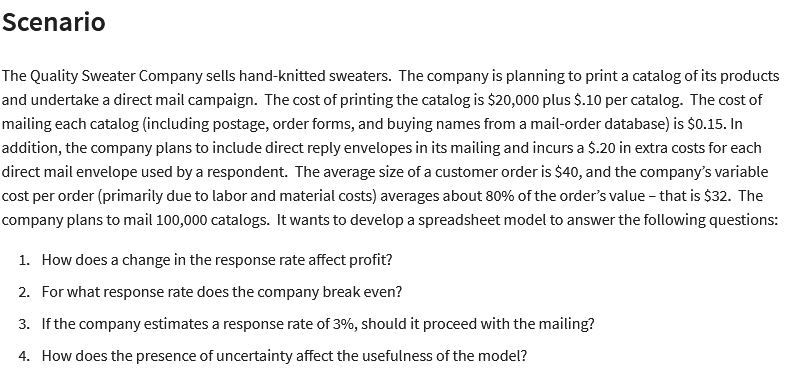 Scenario
The Quality Sweater Company sells hand-knitted sweaters.  The company is planning to print a catalog of its products
and undertake a direct mail campaign.  The cost of printing the catalog is $20,000 plus $.10 per catalog.  The cost of
mailing each catalog (including postage, order forms, and buying names from a mail-order database) is $0.15. In
addition, the company plans to include direct reply envelopes in its mailing and incurs a $.20 in extra costs for each
direct mail envelope used by a respondent.  The average size of a customer order is $40, and the company’s variable
cost per order (primarily due to labor and material costs) averages about 80% of the order’s value – that is $32.  The
company plans to mail 100,000 catalogs.  It wants to develop a spreadsheet model to answer the following questions:
1. How does a change in the response rate affect profit?
2. For what response rate does the company break even?
3. If the company estimates a response rate of 3%, should it proceed with the mailing?
4. How does the presence of uncertainty affect the usefulness of the model?